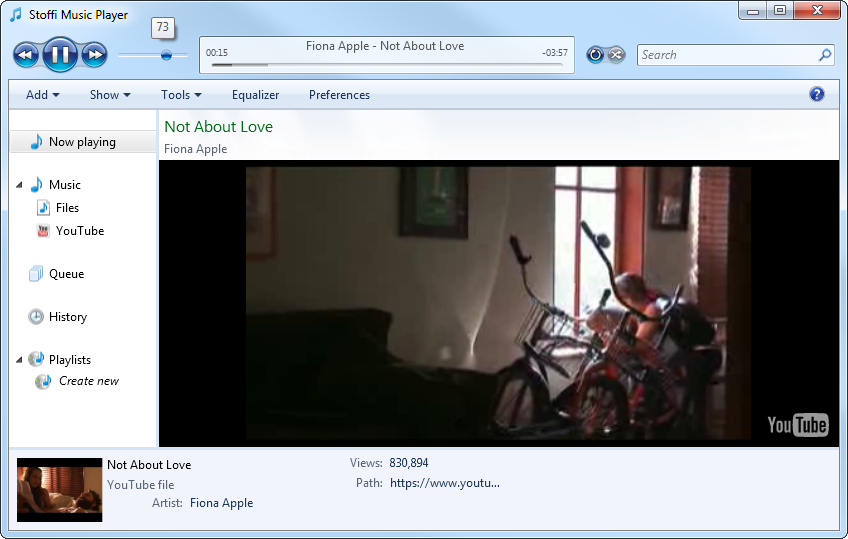 Stoffi Music Player
73
00:15
Fiona Apple - Not About Love
-03:57
Search
Add
Show
Tools
Equalizer
Preferences
?
Now playing
Music
Files
YouTube
Queue
History
Playlists
Create new
Not About Love
Fiona Apple
YouTube
Not About Love
YouTube file
Artist: Fiona Apple
Views: 830,894
Path: https://www.youtu...